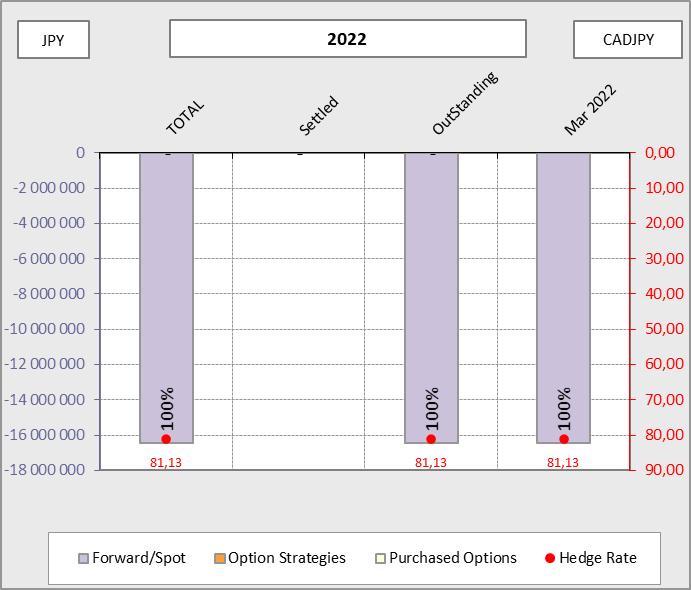 JPY
2022
CADJPY
TOTAL
Settled
OutStanding
Mar 2022
0
-2 000 000
-4 000 000
-6 000 000
-8 000 000
-10 000 000
-12 000 000
-14 000 000
-16 000 000
-18 000 000
0,00
10,00
20,00
30,00
40,00
50,00
60,00
70,00
80,00
90,00
-
-
-
100%
100%
100%
81,13
81,13
81,13
Forward/Spot
Option Strategies
Purchased Options
Hedge Rate